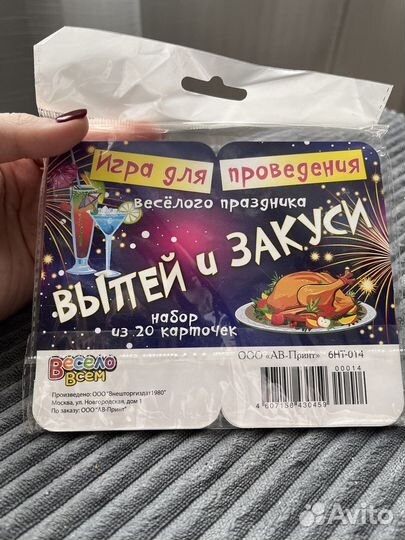 Игра для проведения
весёлого праздника
ВЫПЕЙ и ЗАКУСИ
набор
из 20 карточек
ООО «АВ-Принт» 6НТ-014
00014
Весело
Всем
Произведено: ООО "Внешторгиздат1980"
Москва, ул. Новгородская, дом 1
По заказу: ООО "АВ-Принт"
4 607158 430459
Avito